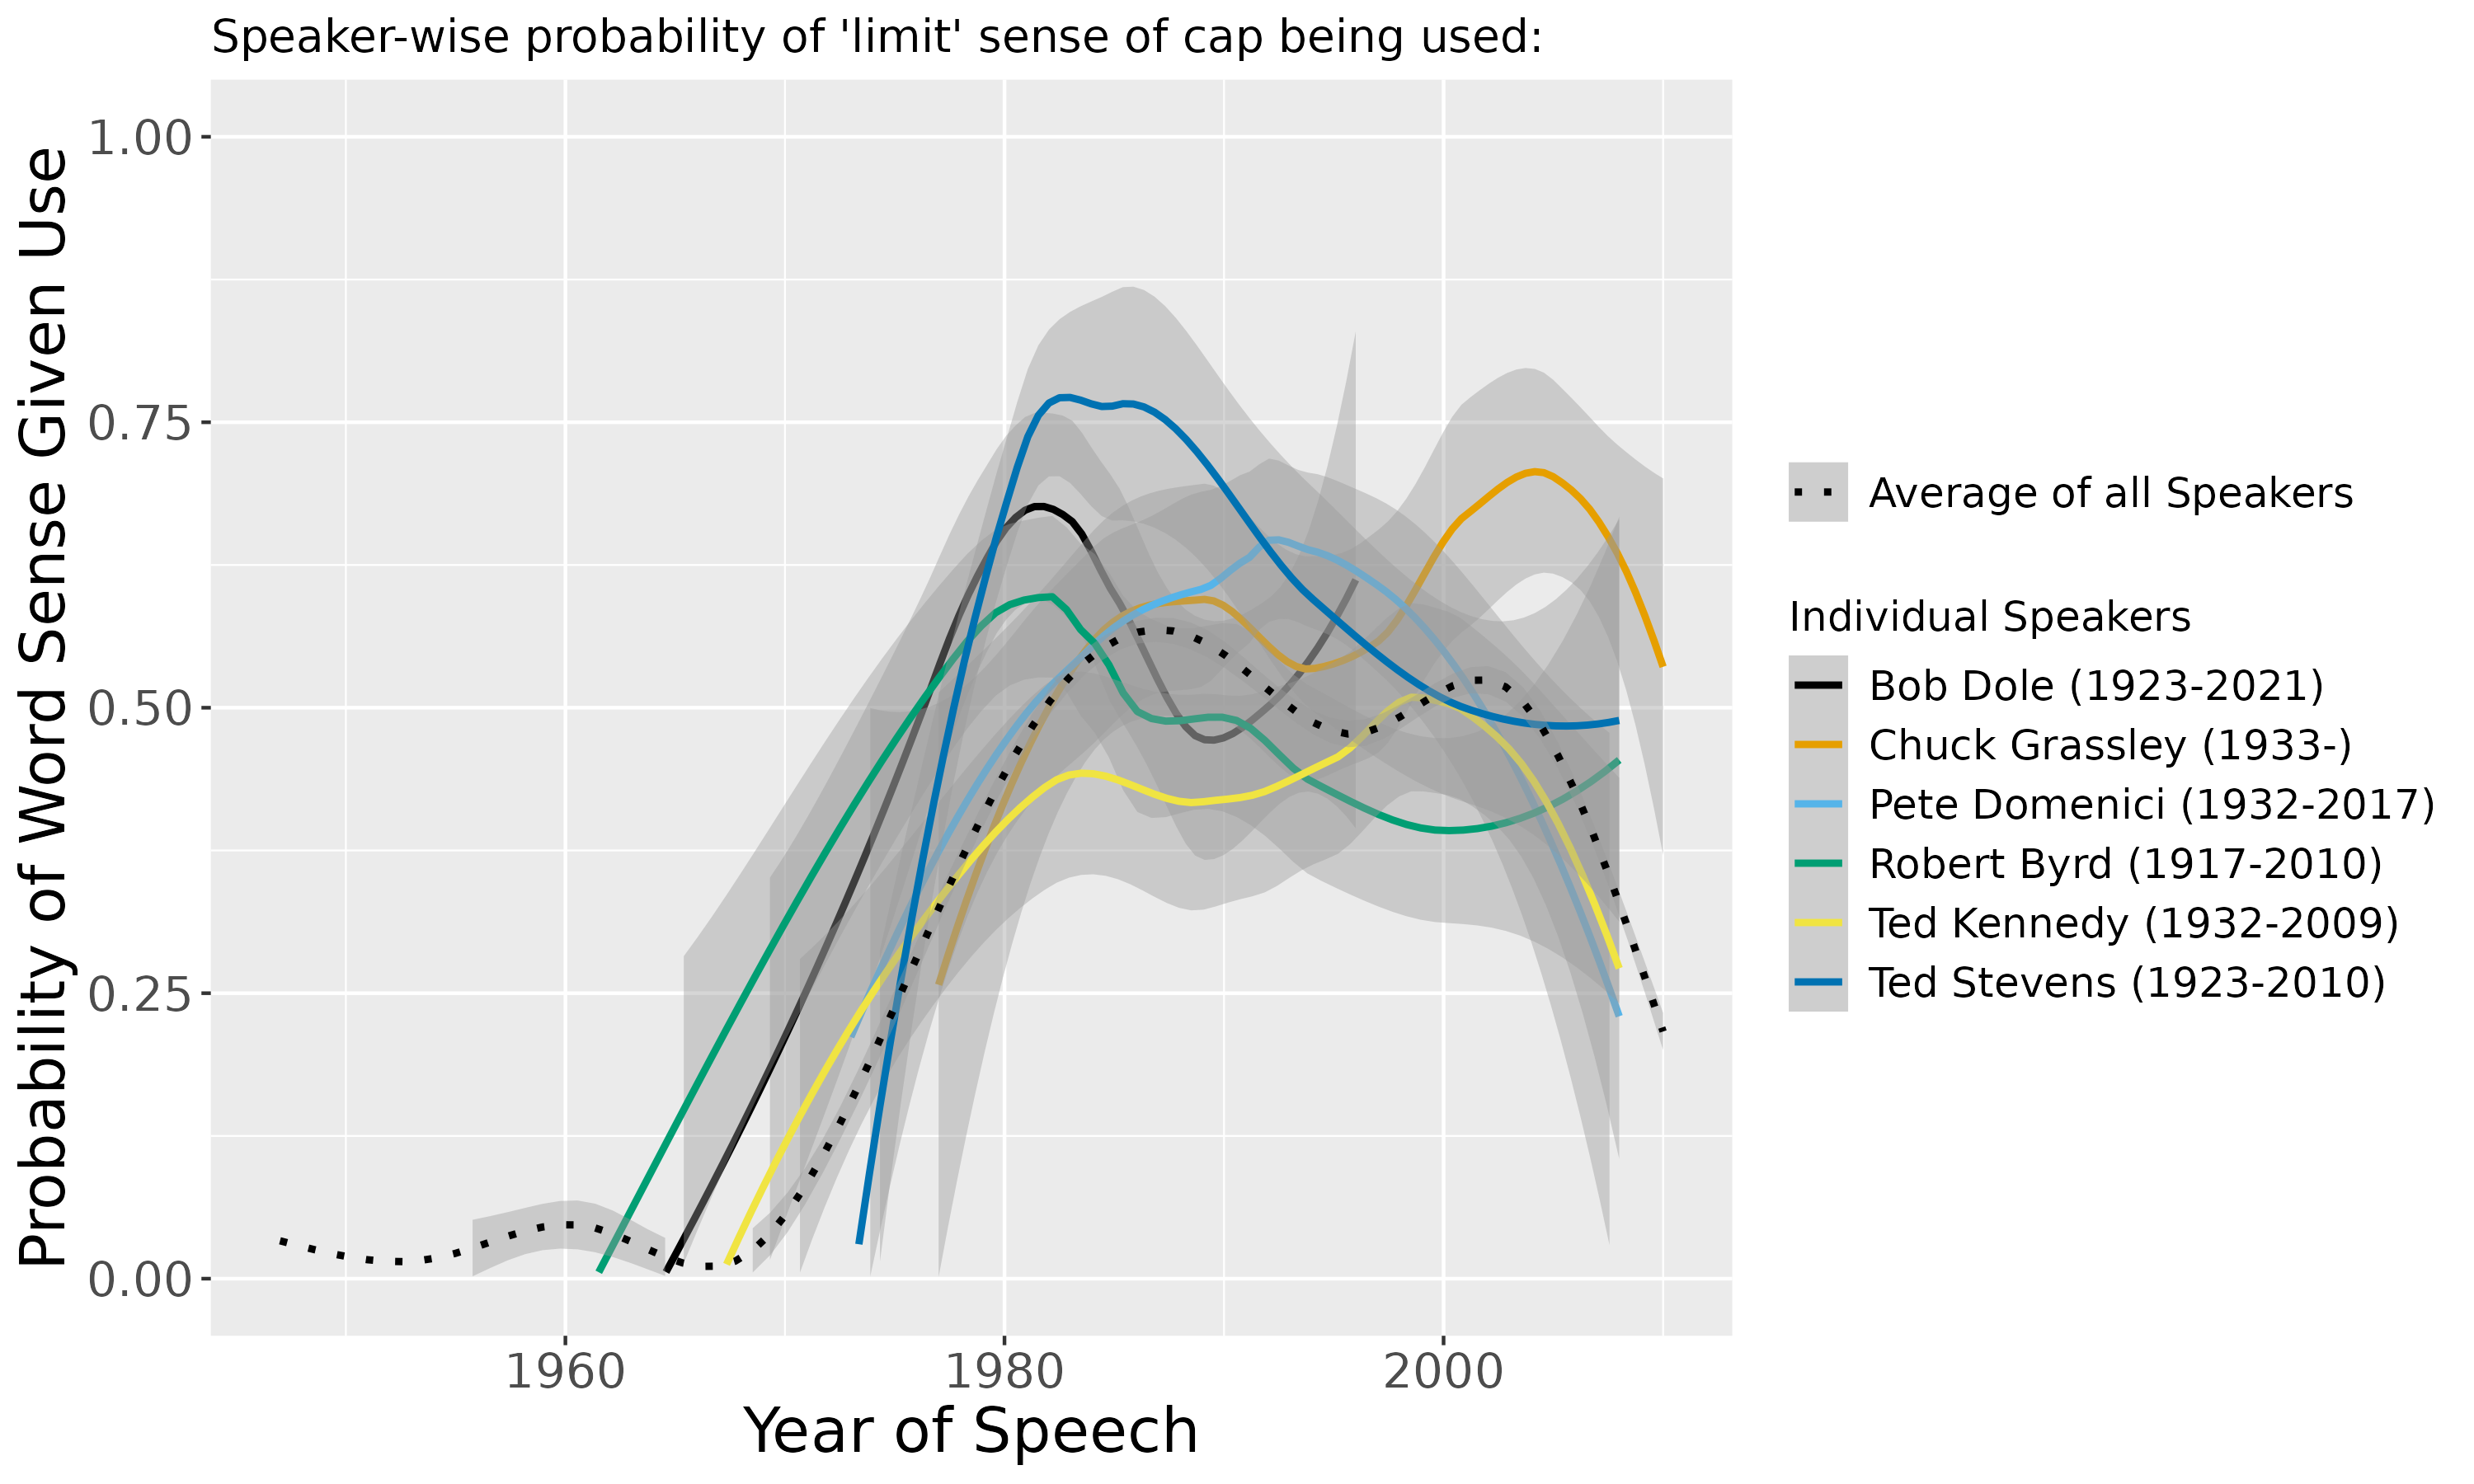 Speaker-wise probability of 'limit' sense of cap being used:
Probability of Word Sense Given Use
1.00
0.75
0.50
0.25
0.00
1960
1980
2000
Year of Speech
Average of all Speakers
Individual Speakers
Bob Dole (1923-2021)
Chuck Grassley (1933-)
Pete Domenici (1932-2017)
Robert Byrd (1917-2010)
Ted Kennedy (1932-2009)
Ted Stevens (1923-2010)